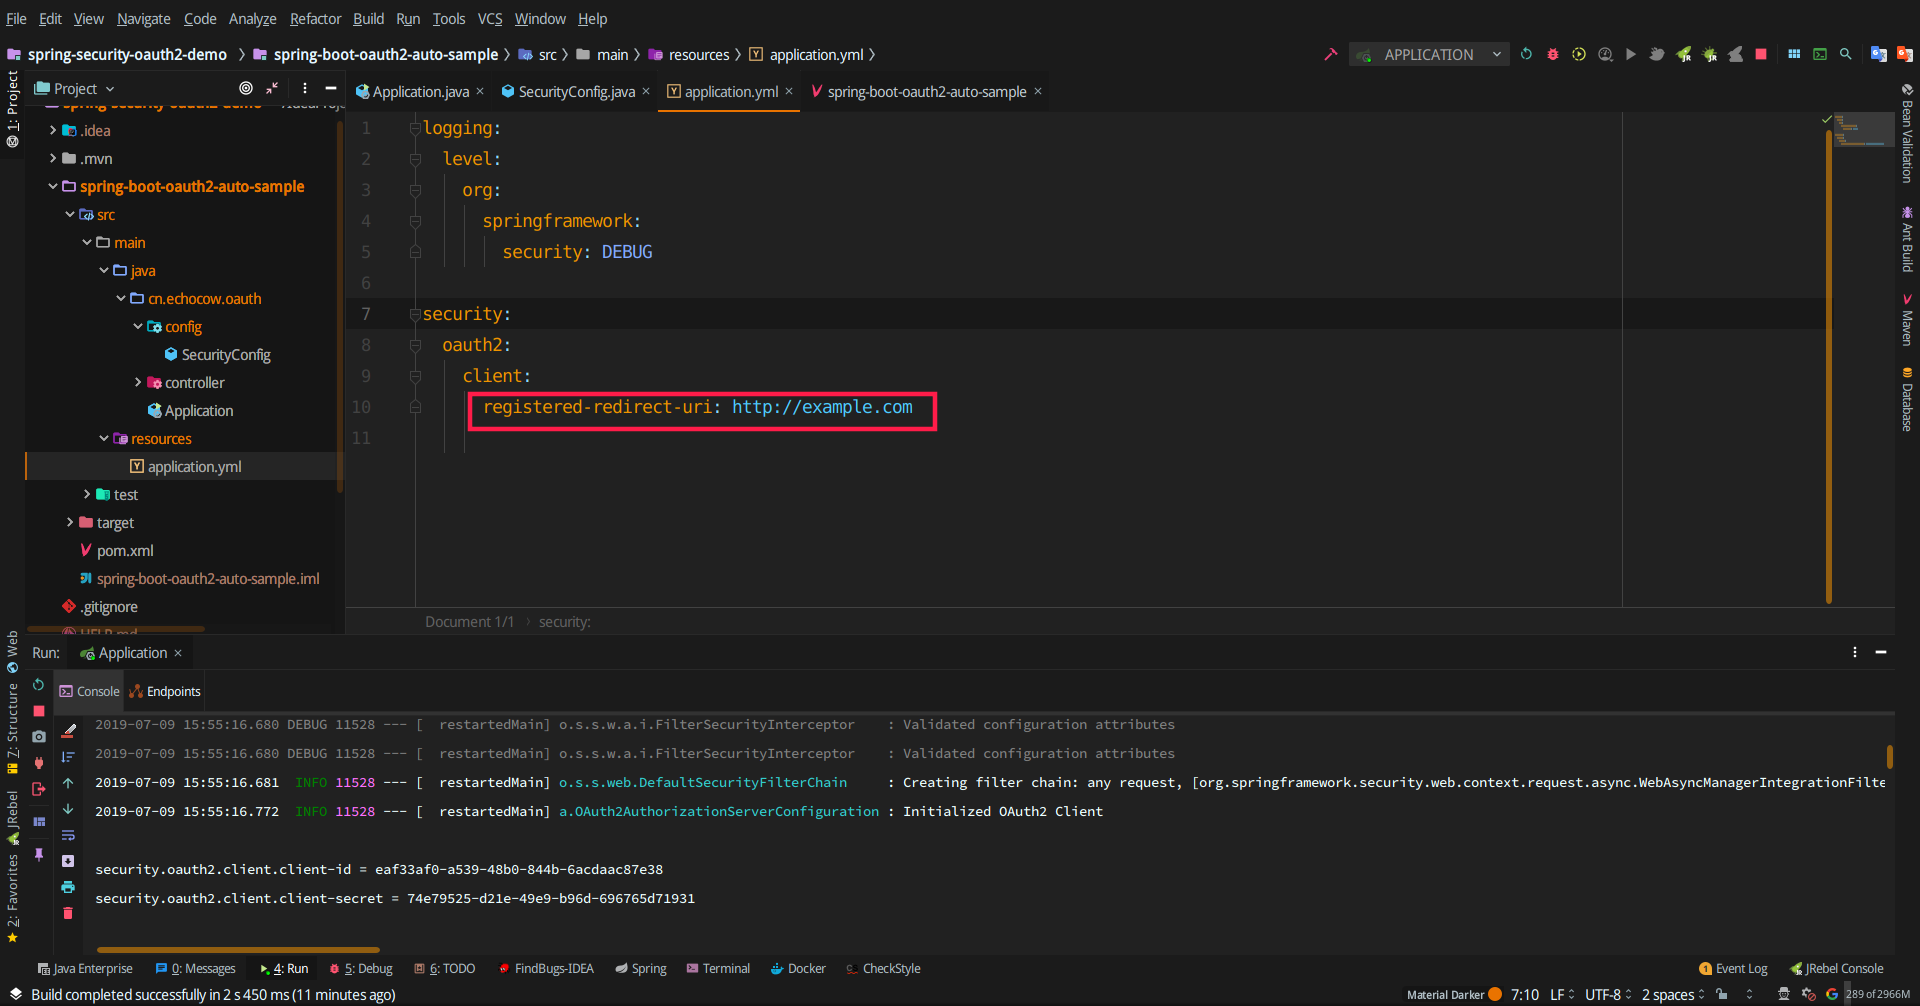 File Edit View Navigate Code Analyze Refactor Build Run Tools VCS Window Help
spring-security-oauth2-demo spring-boot-oauth2-auto-sample src main resources application.yml
APPLICATION
1: Project
Project
Application.java
SecurityConfig.java
application.yml
spring-boot-oauth2-auto-sample
.idea
.mvn
spring-boot-oauth2-auto-sample
src
main
java
cn.echocow.oauth
config
SecurityConfig
controller
Application
resources
application.yml
test
target
pom.xml
spring-boot-oauth2-auto-sample.iml
.gitignore
HELP.md
1 logging:
2 level:
3 org:
4 springframework:
5 security: DEBUG
6
7 security:
8 oauth2:
9 client:
10 registered-redirect-uri: http://example.com
11
Document 1/1 security:
Bean Validation
Ant Build
Maven
Database
Web
7: Structure
JRebel
2: Favorites
Run: Application
Console Endpoints
2019-07-09 15:55:16.680 DEBUG 11528 --- [ restartedMain] o.s.s.w.a.i.FilterSecurityInterceptor : Validated configuration attributes
2019-07-09 15:55:16.680 DEBUG 11528 --- [ restartedMain] o.s.s.w.a.i.FilterSecurityInterceptor : Validated configuration attributes
2019-07-09 15:55:16.681 INFO 11528 --- [ restartedMain] o.s.s.web.DefaultSecurityFilterChain : Creating filter chain: any request, [org.springframework.security.web.context.request.async.WebAsyncManagerIntegrationFilte
2019-07-09 15:55:16.772 INFO 11528 --- [ restartedMain] a.OAuth2AuthorizationServerConfiguration : Initialized OAuth2 Client
security.oauth2.client.client-id = eaf33af0-a539-48b0-844b-6acdaac87e38
security.oauth2.client.client-secret = 74e79525-d21e-49e9-b96d-696765d71931
Java Enterprise 0: Messages 4: Run 5: Debug 6: TODO FindBugs-IDEA Spring Terminal Docker CheckStyle
1 Event Log JRebel Console
Build completed successfully in 2 s 450 ms (11 minutes ago)
Material Darker 7:10 LF UTF-8 2 spaces 289 of 2966M